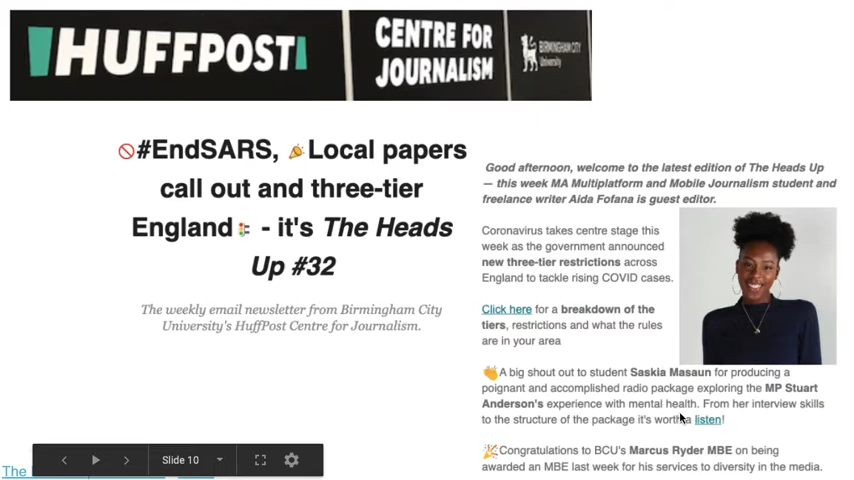 HUFFPOST
CENTRE FOR
JOURNALISM
BIRMINGHAM CITY
University
🚫#EndSARS, 🎉Local papers
call out and three-tier
England🚦 - it's The Heads
Up #32
The weekly email newsletter from Birmingham City
University's HuffPost Centre for Journalism.
Good afternoon, welcome to the latest edition of The Heads Up
— this week MA Multiplatform and Mobile Journalism student and
freelance writer Aida Fofana is guest editor.
Coronavirus takes centre stage this
week as the government announced
new three-tier restrictions across
England to tackle rising COVID cases.
Click here for a breakdown of the
tiers, restrictions and what the rules
are in your area
👏A big shout out to student Saskia Masaun for producing a
poignant and accomplished radio package exploring the MP Stuart
Anderson's experience with mental health. From her interview skills
to the structure of the package it's worth a listen!
🎉Congratulations to BCU's Marcus Ryder MBE on being
awarded an MBE last week for his services to diversity in the media.
Slide 10
The